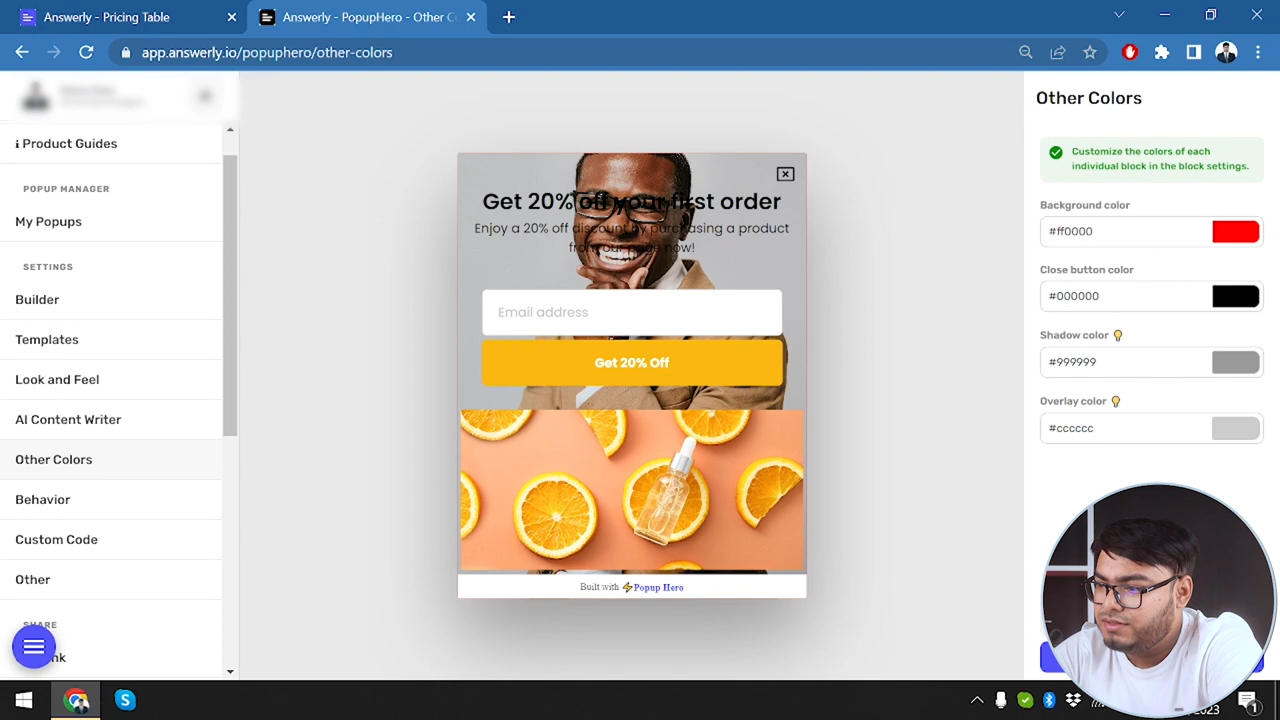 Answerly - Pricing Table
Answerly - PopupHero - Other C
app.answerly.io/popuphero/other-colors
Product Guides
POPUP MANAGER
My Popups
SETTINGS
Builder
Templates
Look and Feel
AI Content Writer
Other Colors
Behavior
Custom Code
Other
SHARE
Get 20% off your first order
Enjoy a 20% off discount by purchasing a product
from our page now!
Email address
Get 20% Off
Built with Popup Hero
Other Colors
Customize the colors of each
individual block in the block settings.
Background color
#ff0000
Close button color
#000000
Shadow color
#999999
Overlay color
#cccccc
2023
1